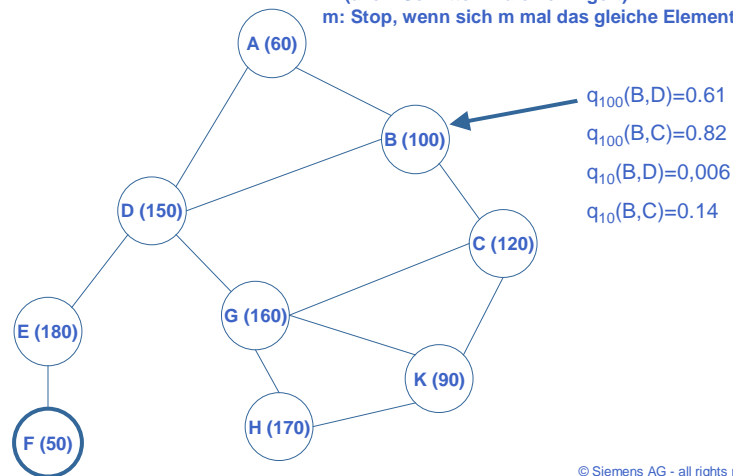 m: Stop, wenn sich m mal das gleiche Element
A (60)
q100(B,D)=0.61
B (100)
q100(B,C)=0.82
q10(B,D)=0,006
D (150)
q10(B,C)=0.14
C (120)
G (160)
E (180)
K (90)
H (170)
F (50)
© Siemens AG - all rights